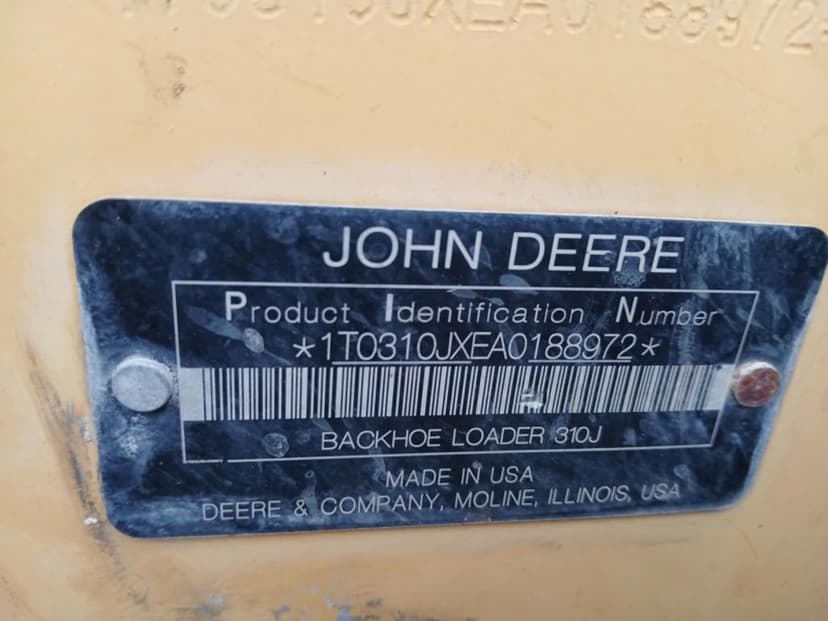 JOHN DEERE
Product Identification Number
*1T0310JXEA0188972*
BACKHOE LOADER 310J
MADE IN USA
DEERE & COMPANY, MOLINE, ILLINOIS, USA